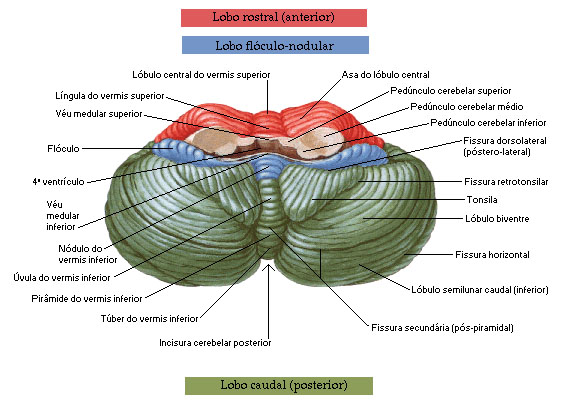 Lobo rostral (anterior)
Lobo flóculo-nodular
Lóbulo central do vermis superior
Asa do lóbulo central
Língula do vermis superior
Pedúnculo cerebelar superior
Véu medular superior
Pedúnculo cerebelar médio
Pedúnculo cerebelar inferior
Flóculo
Fissura dorsolateral
(póstero-lateral)
4º ventrículo
Fissura retrotonsilar
Véu
medular
inferior
Tonsila
Lóbulo biventre
Nódulo do
vermis inferior
Fissura horizontal
Úvula do vermis inferior
Lóbulo semilunar caudal (inferior)
Pirâmide do vermis inferior
Túber do vermis inferior
Fissura secundária (pós-piramidal)
Incisura cerebelar posterior
Lobo caudal (posterior)